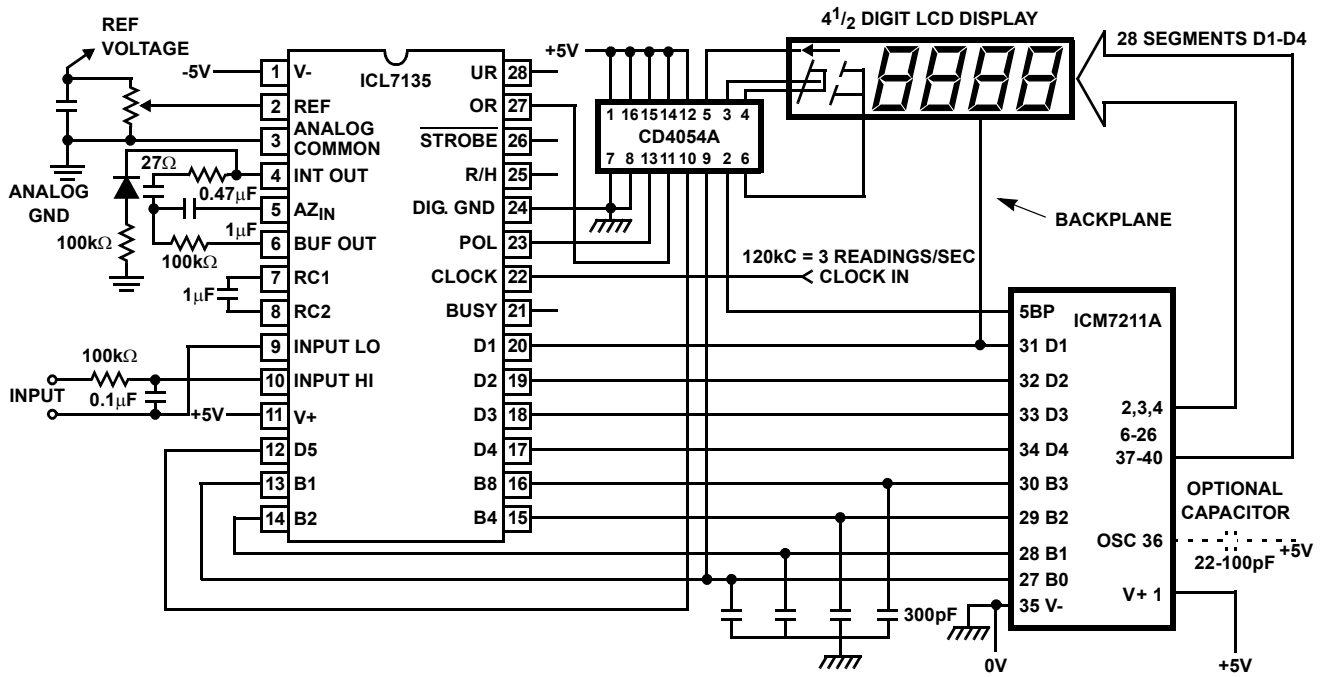 REF
VOLTAGE
-5V
ANALOG
GND
27Ω
0.47μF
100kΩ
1μF
100kΩ
1μF
100kΩ
INPUT
0.1μF
+5V
ICL7135
1 V-
2 REF
3 ANALOG
COMMON
4 INT OUT
5 AZIN
6 BUF OUT
7 RC1
8 RC2
9 INPUT LO
10 INPUT HI
11 V+
12 D5
13 B1
14 B2
UR 28
OR 27
STROBE 26
R/H 25
DIG. GND 24
POL 23
CLOCK 22
BUSY 21
D1 20
D2 19
D3 18
D4 17
B8 16
B4 15
+5V
1 16 15 14 12 5 3 4
CD4054A
7 8 13 11 10 9 2 6
4 1/2 DIGIT LCD DISPLAY
8888
28 SEGMENTS D1-D4
BACKPLANE
120kC = 3 READINGS/SEC
CLOCK IN
ICM7211A
5BP
31 D1
32 D2
33 D3
34 D4
30 B3
29 B2
28 B1
27 B0
35 V-
2,3,4
6-26
37-40
OSC 36
V+ 1
OPTIONAL
CAPACITOR
22-100pF
+5V
300pF
0V
+5V